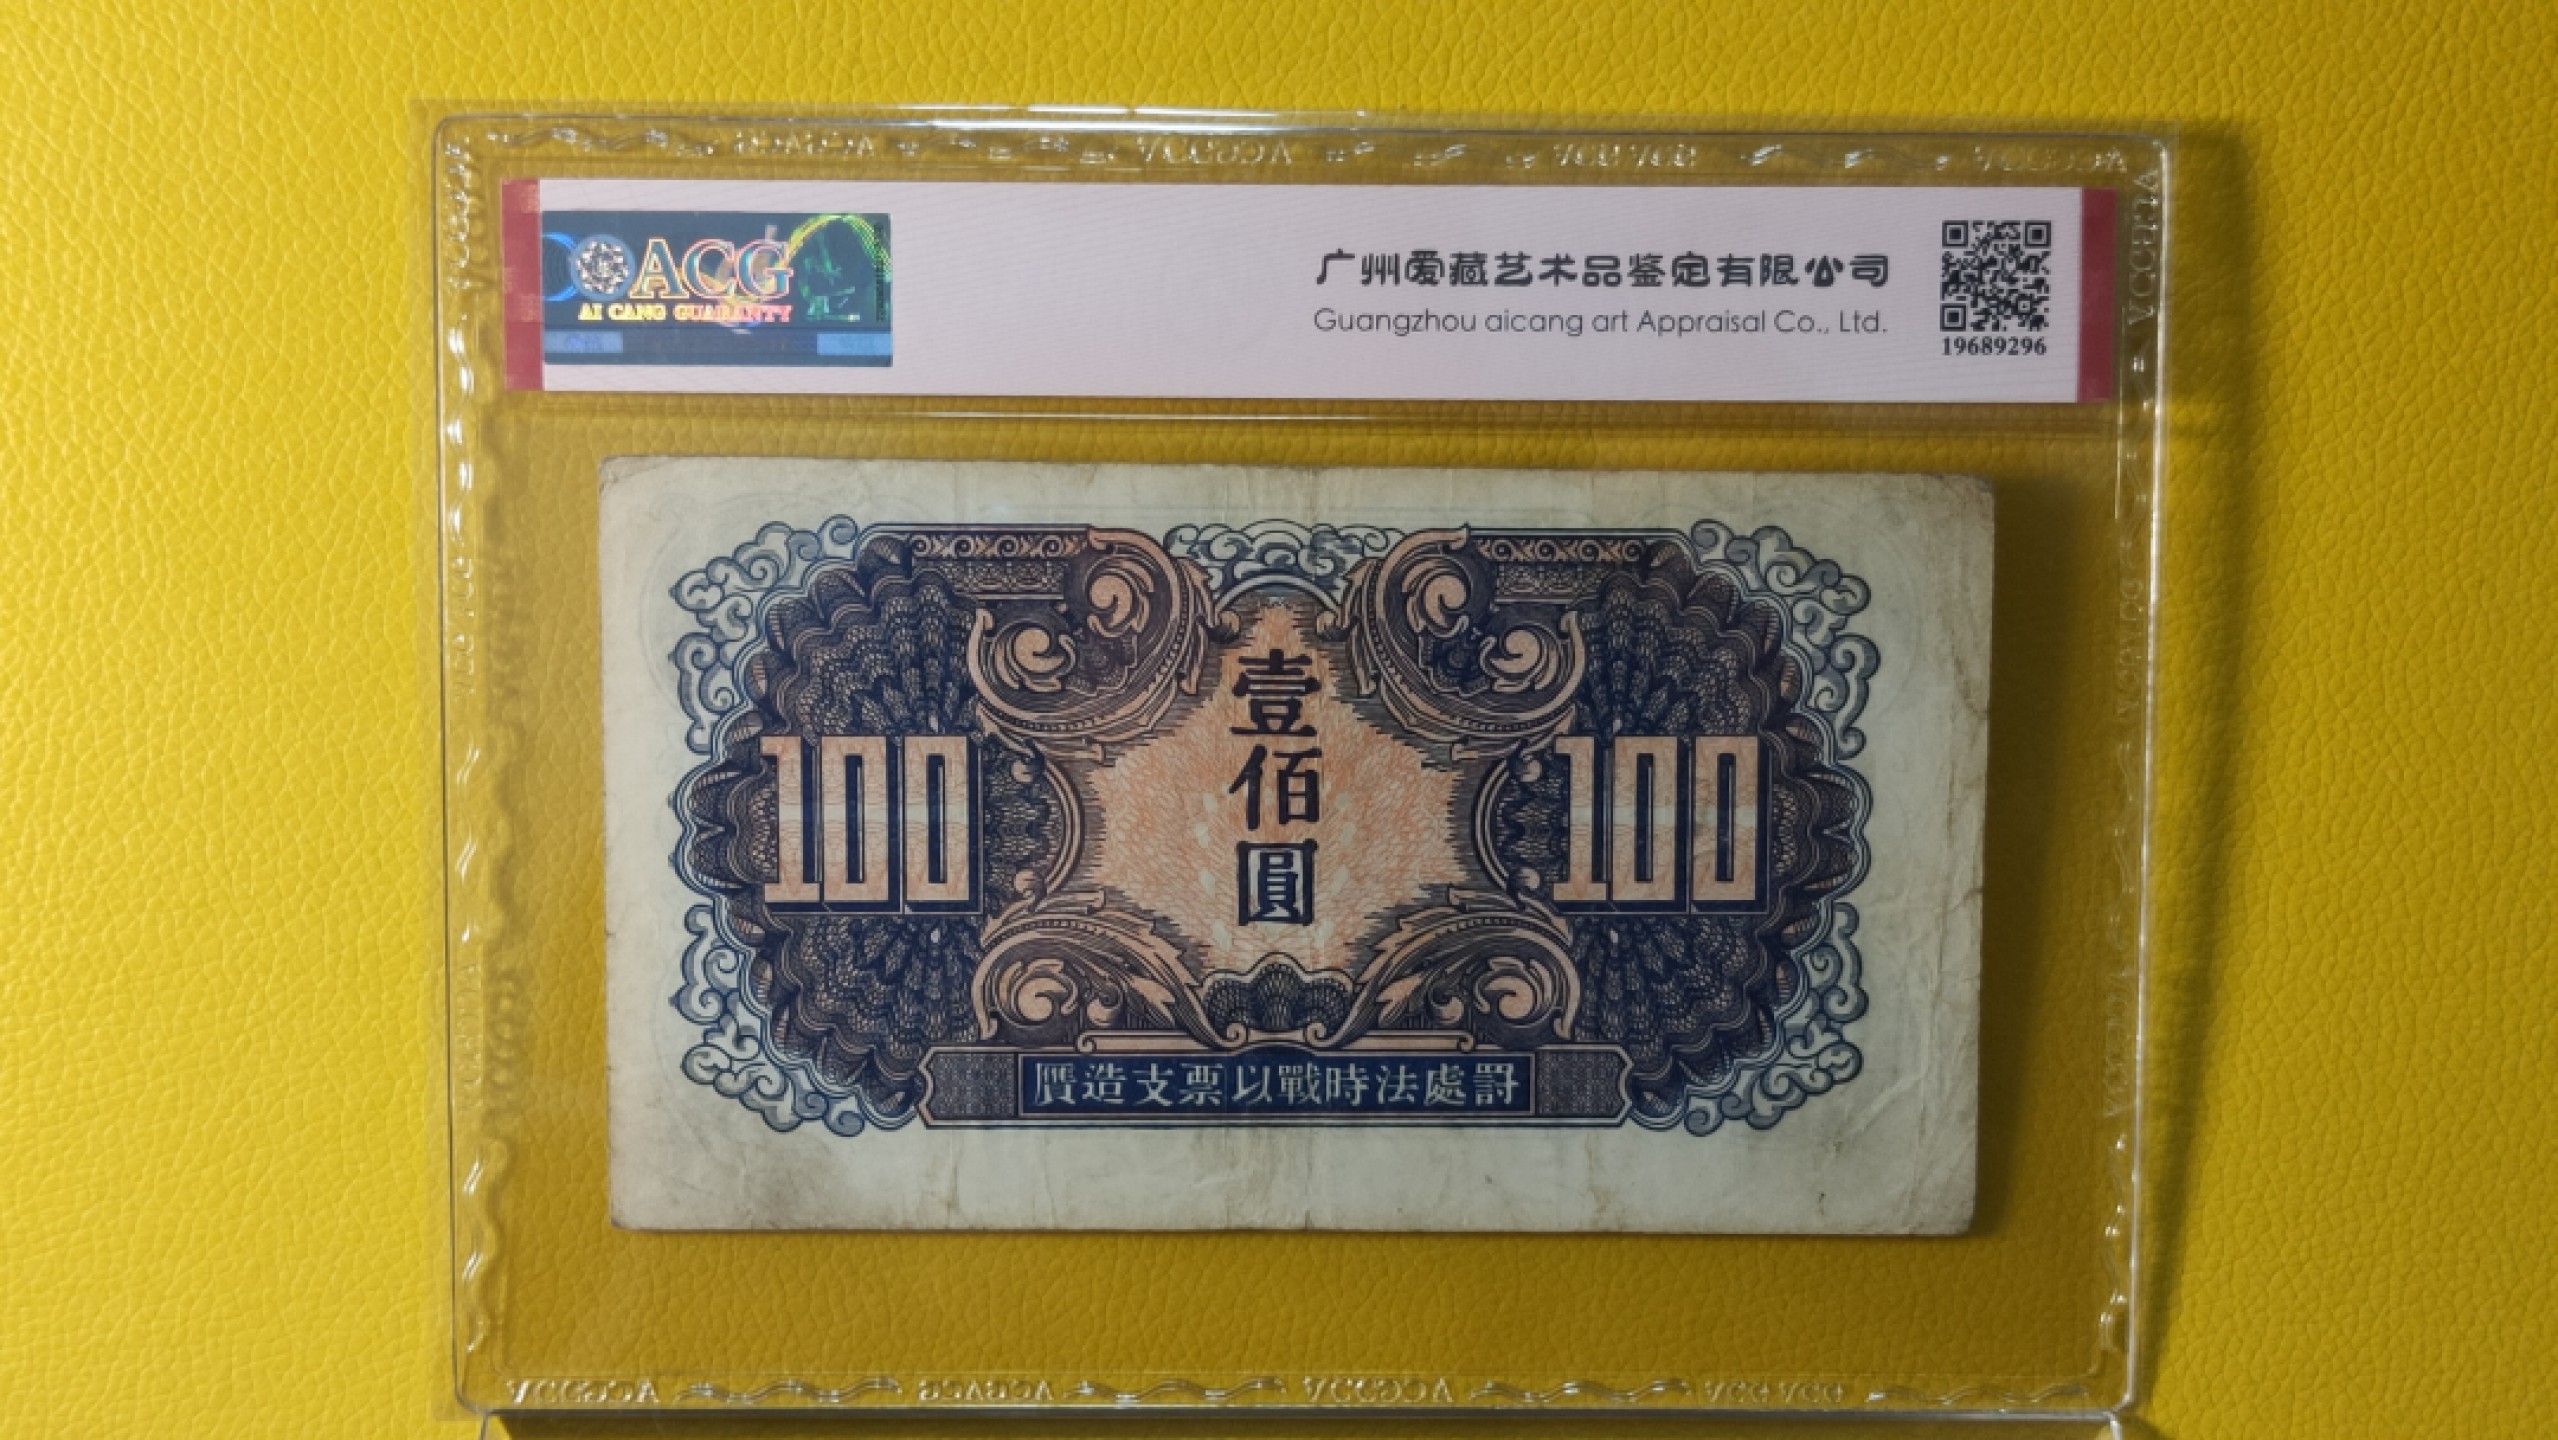 ACG
AI CANG GUARANTY
广州爱藏艺术品鉴定有限公司
Guangzhou aicang art Appraisal Co., Ltd.
19689296
壹佰圓
100
100
贗造支票以戰時法處罰